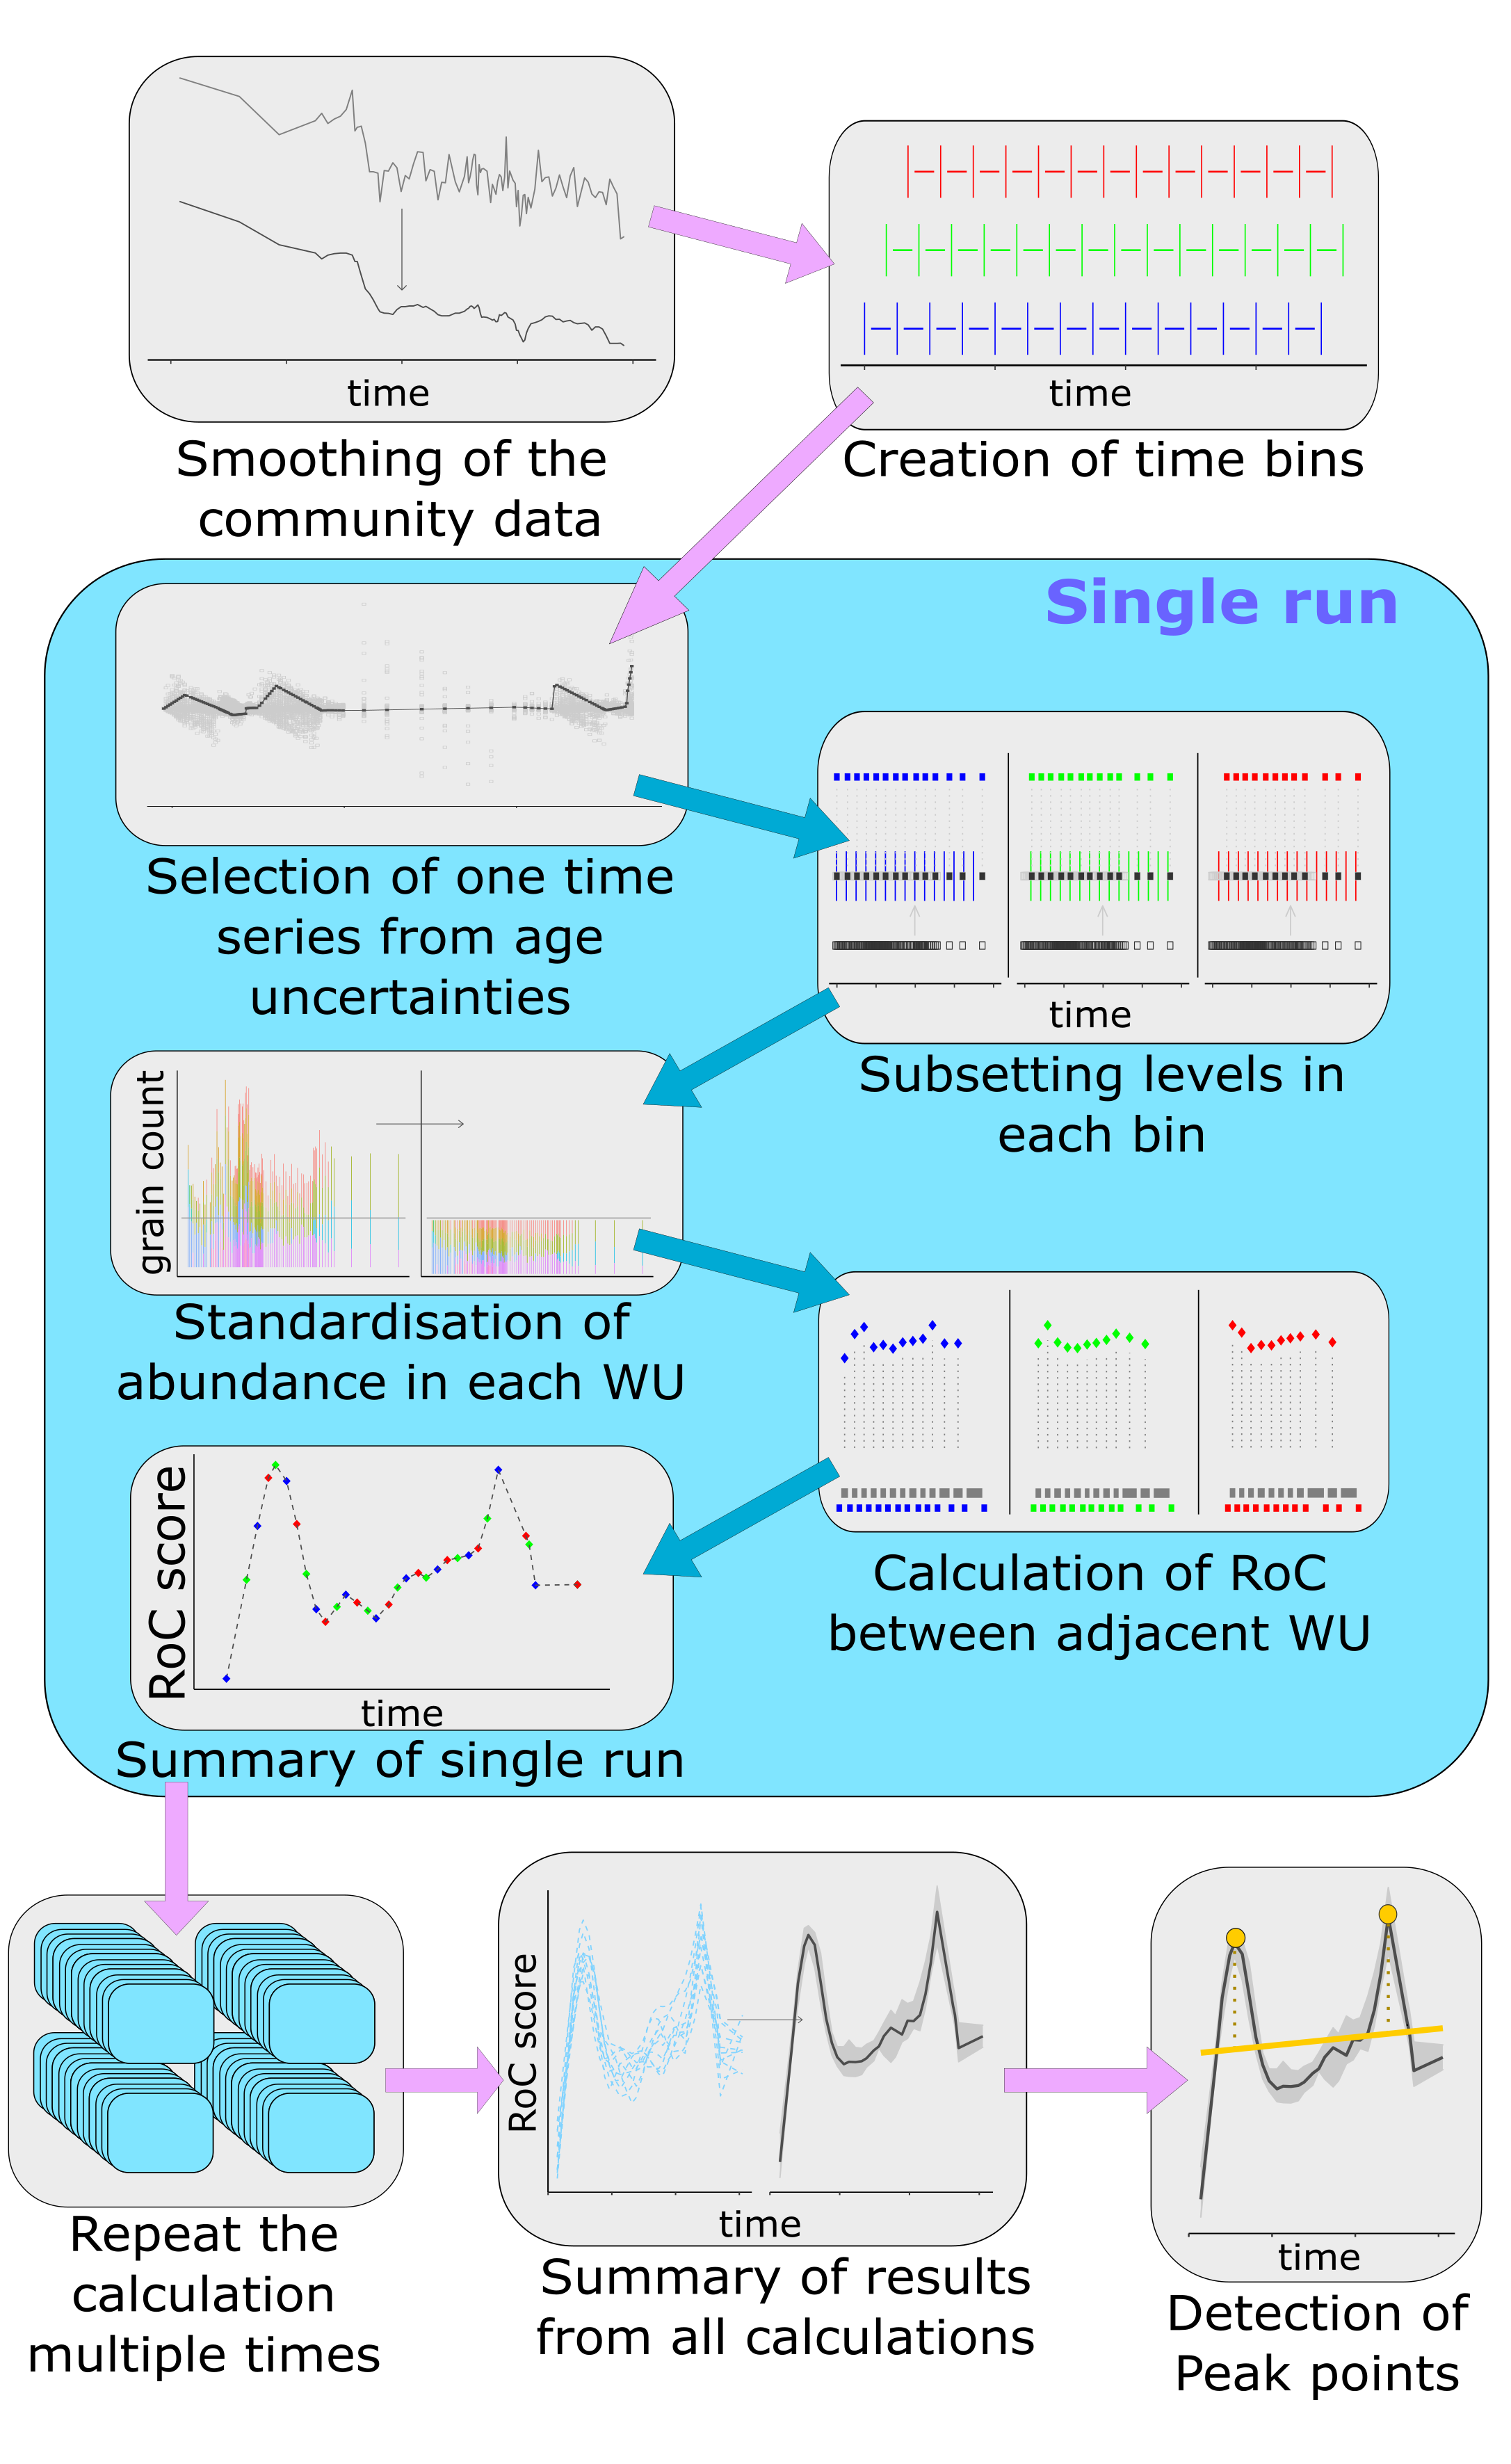 time
Smoothing of the
community data
time
Creation of time bins
Single run
Selection of one time
series from age
uncertainties
time
Subsetting levels in
each bin
grain count
Standardisation of
abundance in each WU
Calculation of RoC
between adjacent WU
RoC score
time
Summary of single run
Repeat the
calculation
multiple times
RoC score
time
Summary of results
from all calculations
time
Detection of
Peak points